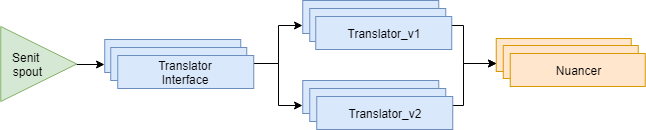 Senit
spout
Translator
Interface
Translator_v1
Translator_v2
Nuancer